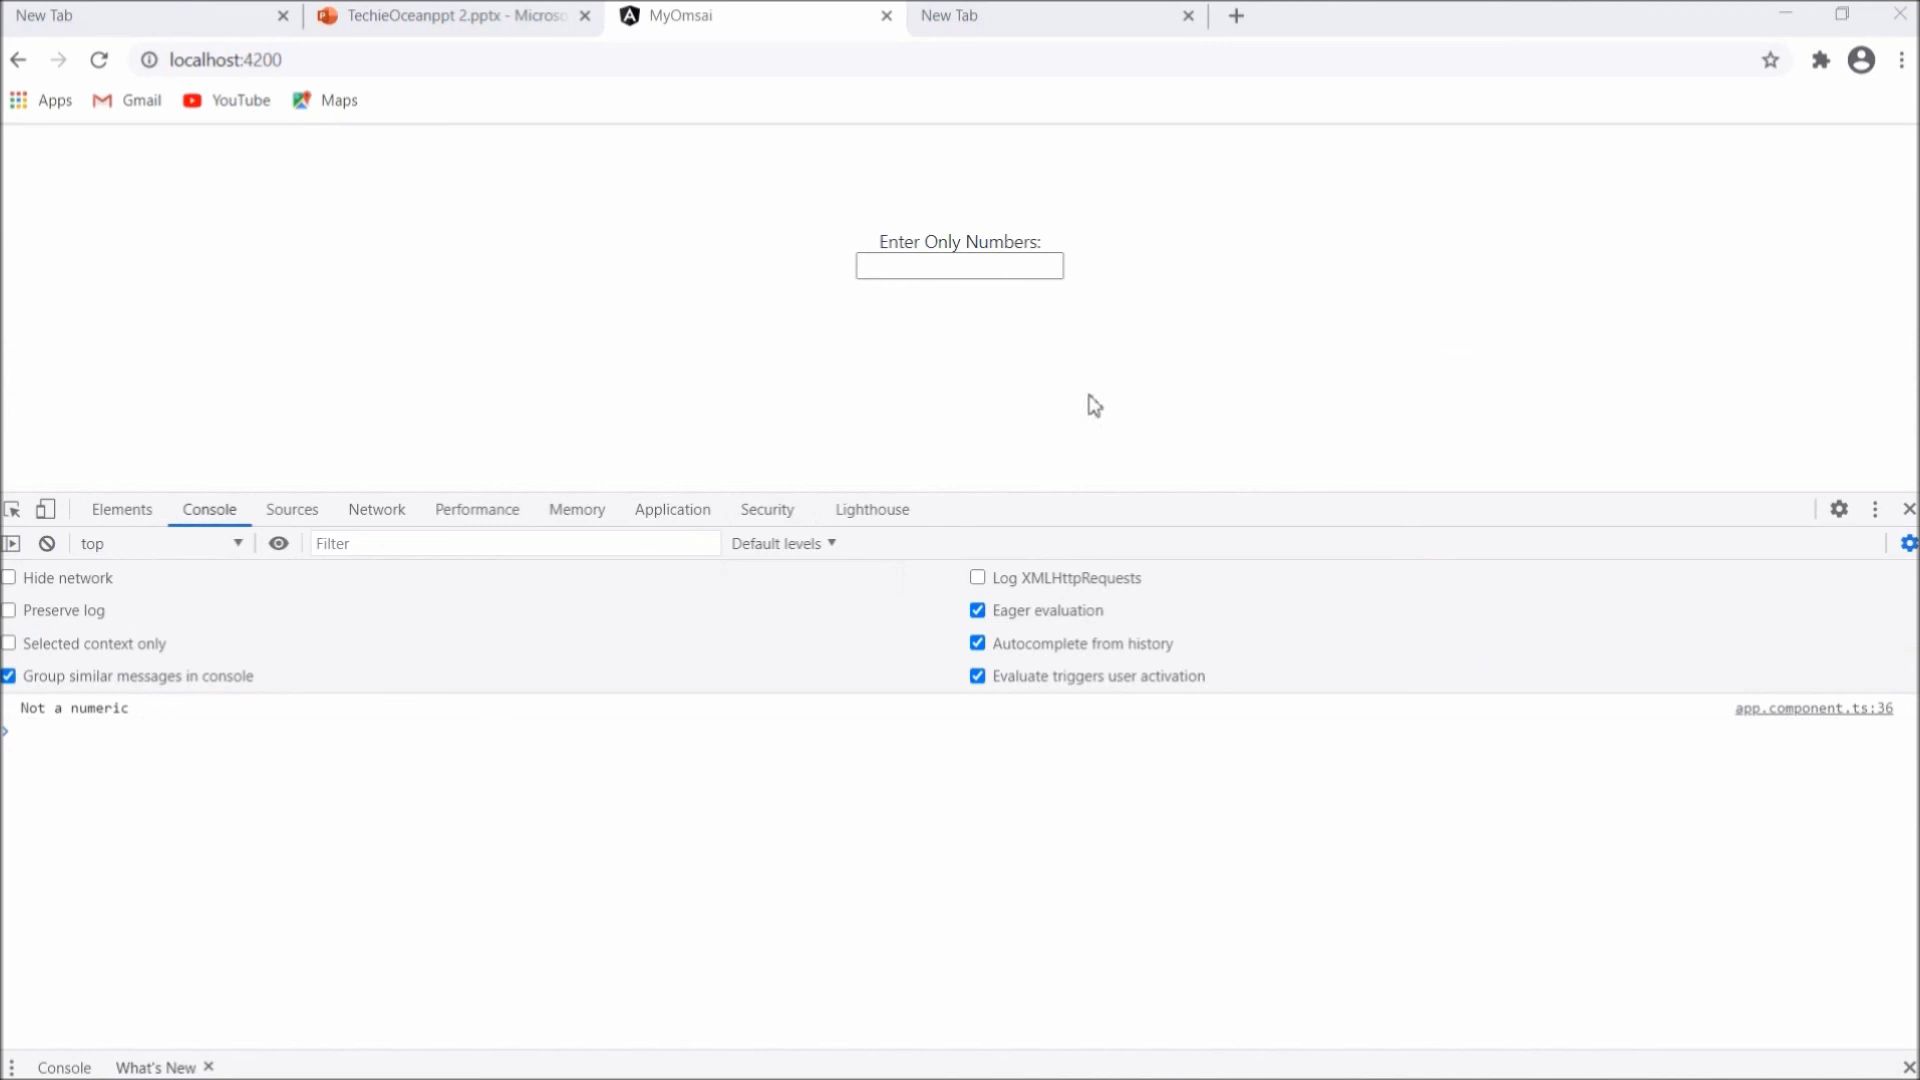 New Tab
TechieOceanppt 2.pptx - Microso
MyOmsai
New Tab
localhost:4200
Apps
Gmail
YouTube
Maps
Enter Only Numbers:
Elements
Console
Sources
Network
Performance
Memory
Application
Security
Lighthouse
top
Filter
Default levels
Hide network
Log XMLHttpRequests
Preserve log
Eager evaluation
Selected context only
Autocomplete from history
Group similar messages in console
Evaluate triggers user activation
Not a numeric
app.component.ts:36
Console
What's New